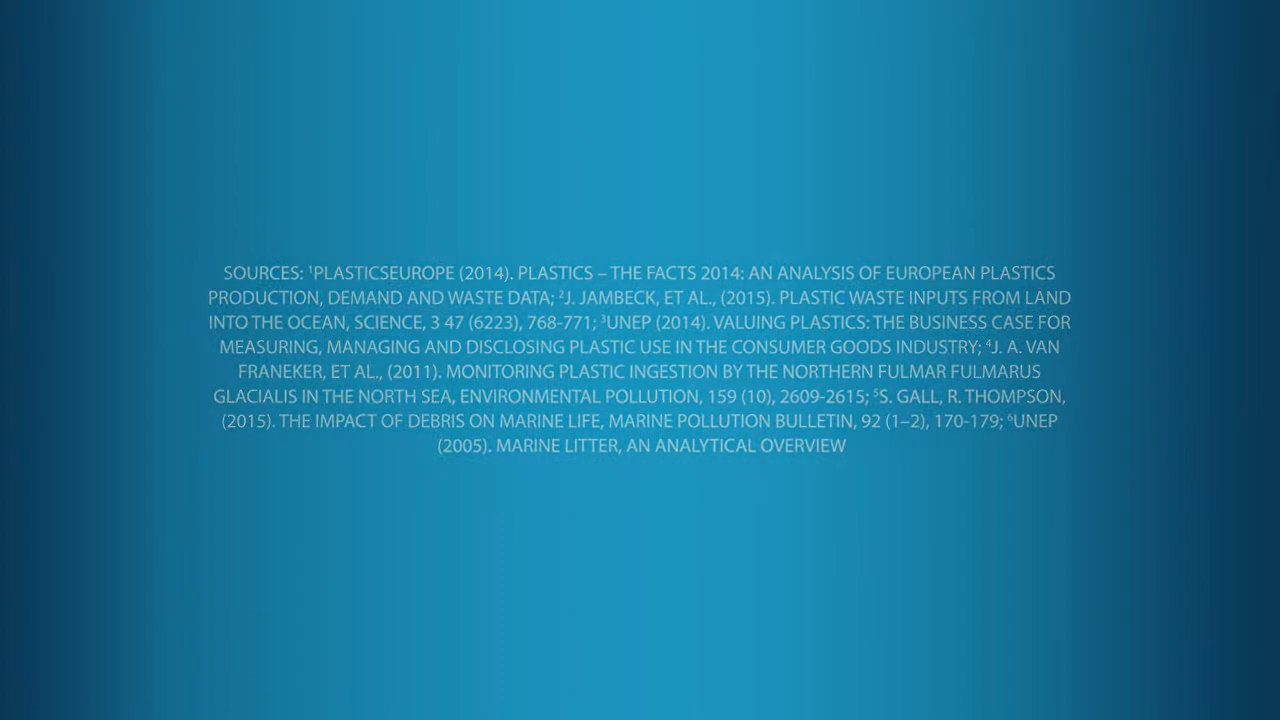 SOURCES: ¹PLASTICSEUROPE (2014). PLASTICS – THE FACTS 2014: AN ANALYSIS OF EUROPEAN PLASTICS
PRODUCTION, DEMAND AND WASTE DATA; ²J. JAMBECK, ET AL., (2015). PLASTIC WASTE INPUTS FROM LAND
INTO THE OCEAN, SCIENCE, 3 47 (6223), 768-771; ³UNEP (2014). VALUING PLASTICS: THE BUSINESS CASE FOR
MEASURING, MANAGING AND DISCLOSING PLASTIC USE IN THE CONSUMER GOODS INDUSTRY; ⁴J. A. VAN
FRANEKER, ET AL., (2011). MONITORING PLASTIC INGESTION BY THE NORTHERN FULMAR FULMARUS
GLACIALIS IN THE NORTH SEA, ENVIRONMENTAL POLLUTION, 159 (10), 2609-2615; ⁵S. GALL, R. THOMPSON,
(2015). THE IMPACT OF DEBRIS ON MARINE LIFE, MARINE POLLUTION BULLETIN, 92 (1–2), 170-179; ⁶UNEP
(2005). MARINE LITTER, AN ANALYTICAL OVERVIEW